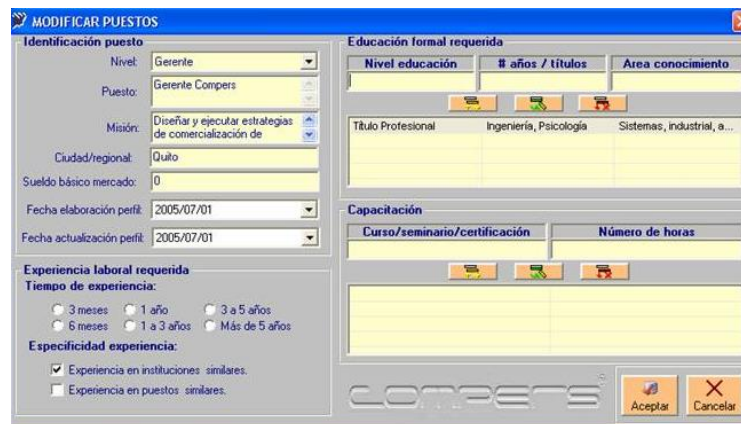 MODIFICAR PUESTOS
Identificación puesto
Nivel: Gerente
Puesto: Gerente Compers
Misión: Diseñar y ejecutar estrategias
de comercialización de
Ciudad/regional: Quito
Sueldo básico mercado: 0
Fecha elaboración perfil: 2005/07/01
Fecha actualización perfil: 2005/07/01
Experiencia laboral requerida
Tiempo de experiencia:
3 meses 1 año 3 a 5 años
6 meses 1 a 3 años Más de 5 años
Especificidad experiencia:
Experiencia en instituciones similares.
Experiencia en puestos similares.
Educación formal requerida
Nivel educación # años / títulos Area conocimiento
Título Profesional Ingeniería, Psicología Sistemas, industrial, a...
Capacitación
Curso/seminario/certificación Número de horas
COMPERS
Aceptar Cancelar